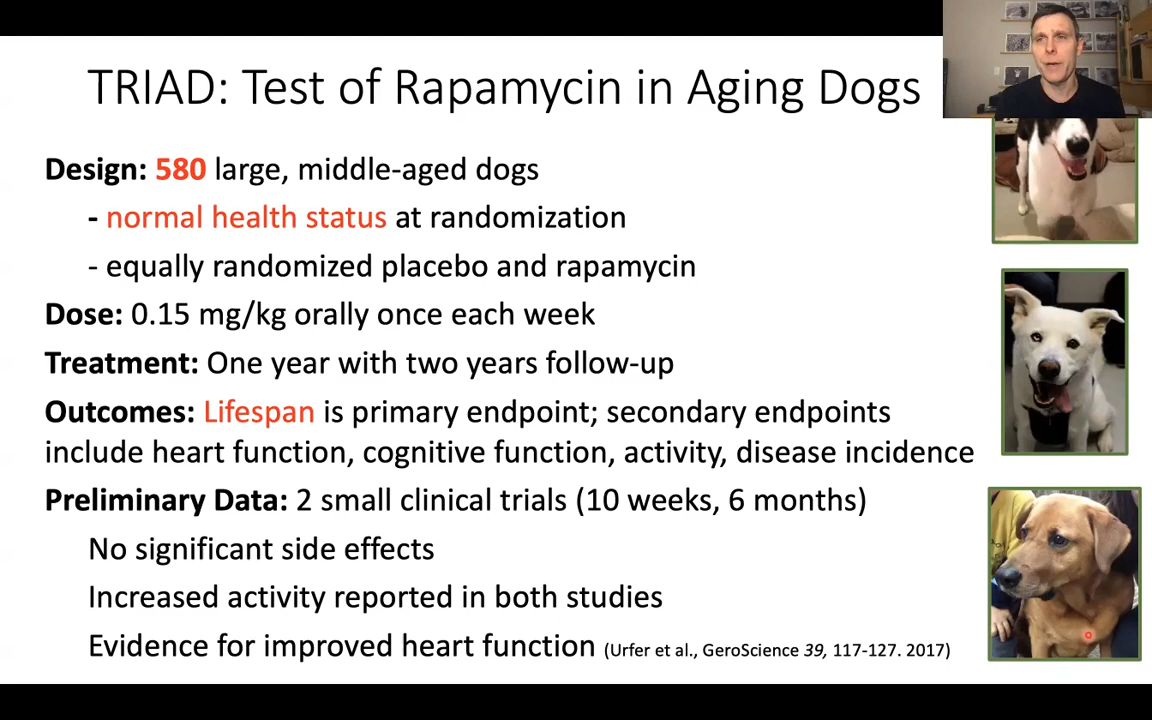 TRIAD: Test of Rapamycin in Aging Dogs
Design: 580 large, middle-aged dogs
- normal health status at randomization
- equally randomized placebo and rapamycin
Dose: 0.15 mg/kg orally once each week
Treatment: One year with two years follow-up
Outcomes: Lifespan is primary endpoint; secondary endpoints
include heart function, cognitive function, activity, disease incidence
Preliminary Data: 2 small clinical trials (10 weeks, 6 months)
No significant side effects
Increased activity reported in both studies
Evidence for improved heart function (Urfer et al., GeroScience 39, 117-127. 2017)